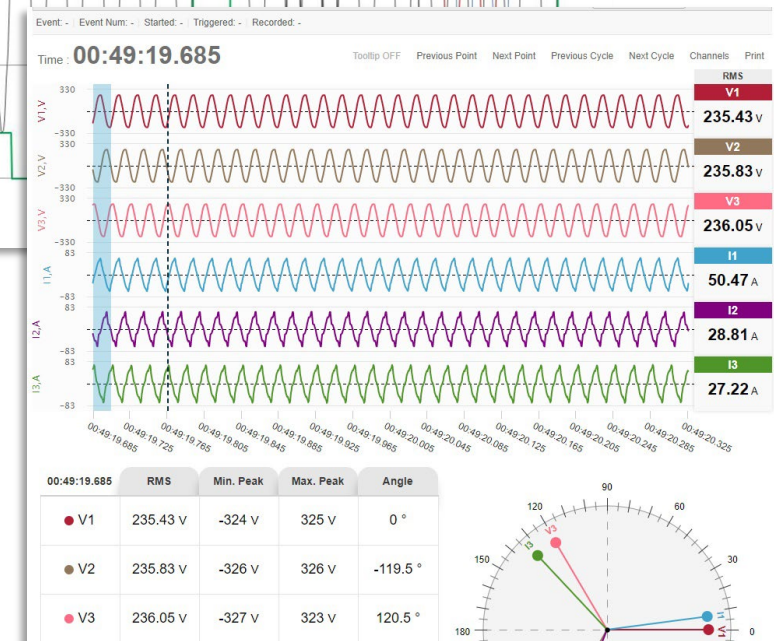 Event: - Event Num: - Started: - Triggered: - Recorded: -
Time : 00:49:19.685
Tooltip OFF Previous Point Next Point Previous Cycle Next Cycle Channels Print
RMS
V1
235.43 V
V2
235.83 V
V3
236.05 V
I1
50.47 A
I2
28.81 A
I3
27.22 A
330
V1,V
-330
330
V2,V
-330
330
V3,V
-330
83
I1,A
-83
83
I2,A
-83
83
I3,A
-83
00:49:19.685 00:49:19.725 00:49:19.765 00:49:19.805 00:49:19.845 00:49:19.885 00:49:19.925 00:49:19.965 00:49:20.005 00:49:20.045 00:49:20.085 00:49:20.125 00:49:20.165 00:49:20.205 00:49:20.245 00:49:20.285 00:49:20.325
00:49:19.685 RMS Min. Peak Max. Peak Angle
V1 235.43 V -324 V 325 V 0 °
V2 235.83 V -326 V 326 V -119.5 °
V3 236.05 V -327 V 323 V 120.5 °
90
120 60
V3
I3
150 30
I1
180 V1 0